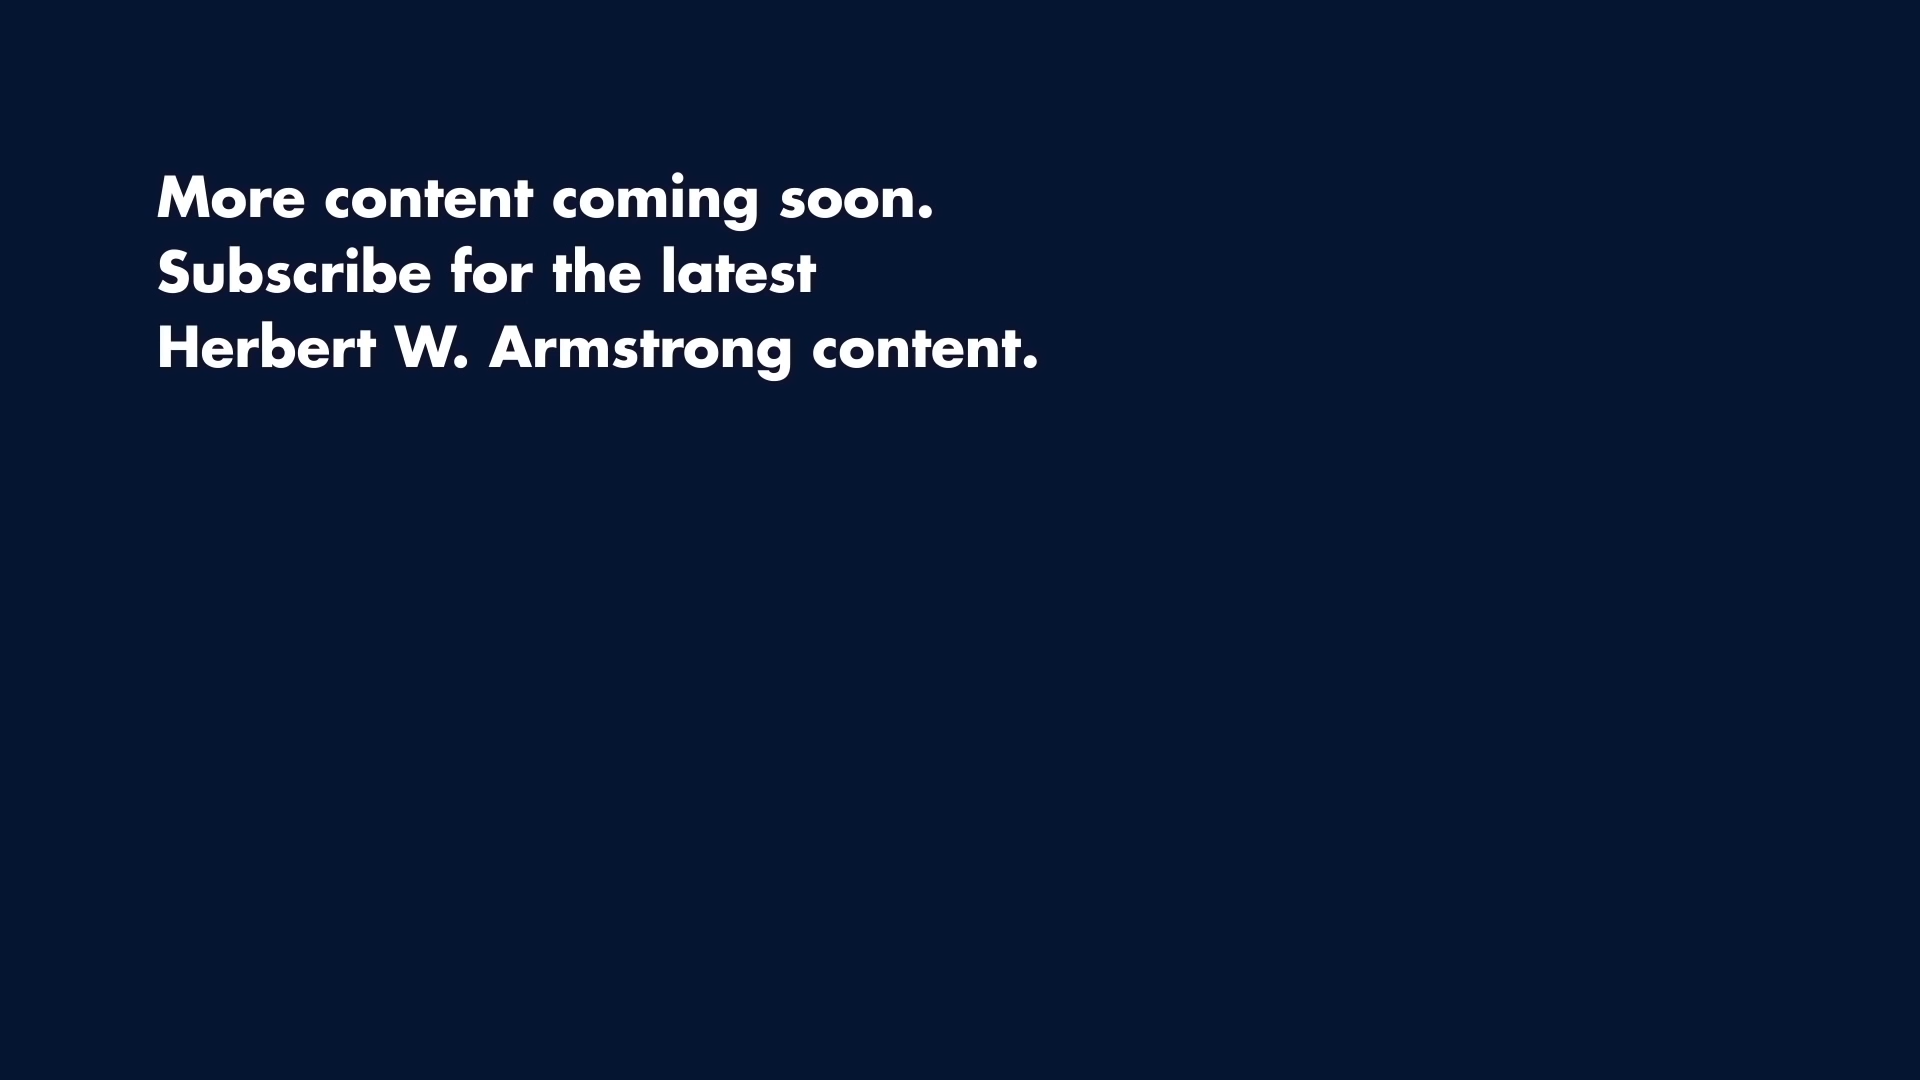 More content coming soon.
Subscribe for the latest
Herbert W. Armstrong content.